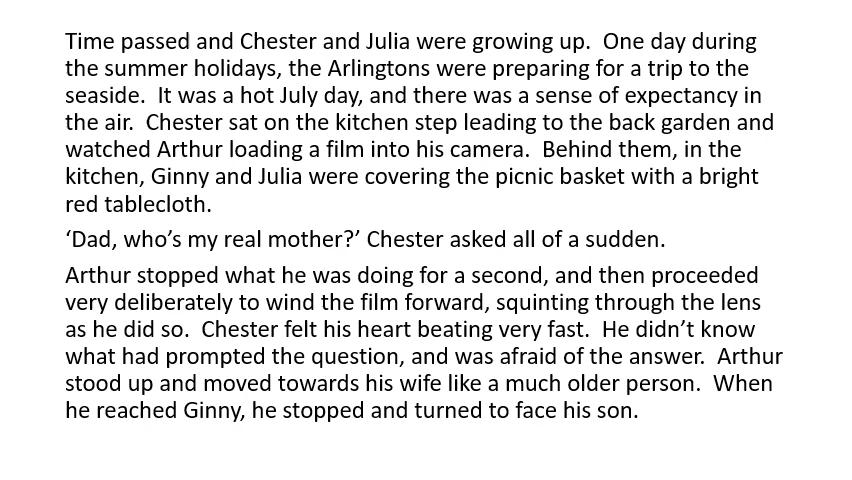 Time passed and Chester and Julia were growing up.  One day during
the summer holidays, the Arlingtons were preparing for a trip to the
seaside.  It was a hot July day, and there was a sense of expectancy in
the air.  Chester sat on the kitchen step leading to the back garden and
watched Arthur loading a film into his camera.  Behind them, in the
kitchen, Ginny and Julia were covering the picnic basket with a bright
red tablecloth.
‘Dad, who’s my real mother?’ Chester asked all of a sudden.
Arthur stopped what he was doing for a second, and then proceeded
very deliberately to wind the film forward, squinting through the lens
as he did so.  Chester felt his heart beating very fast.  He didn’t know
what had prompted the question, and was afraid of the answer.  Arthur
stood up and moved towards his wife like a much older person.  When
he reached Ginny, he stopped and turned to face his son.